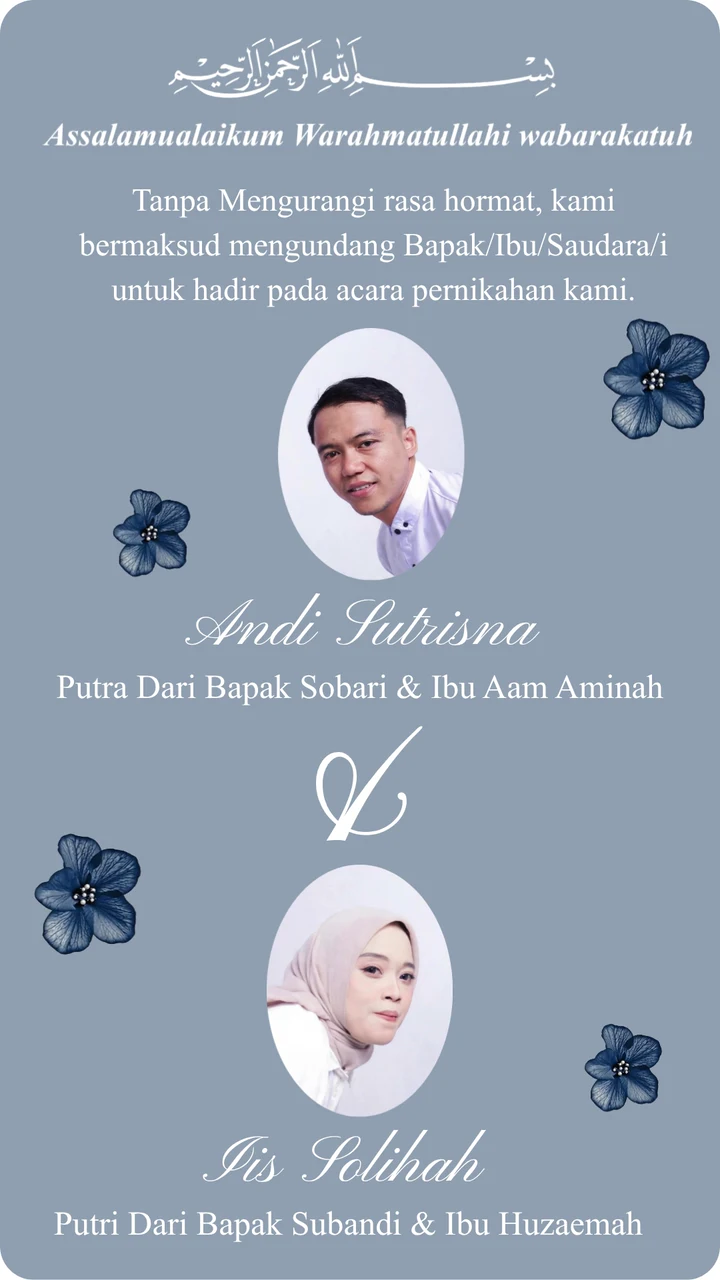 بِسْمِ اللهِ الرَّحْمٰنِ الرَّحِيْمِ
Assalamualaikum Warahmatullahi wabarakatuh
Tanpa Mengurangi rasa hormat, kami
bermaksud mengundang Bapak/Ibu/Saudara/i
untuk hadir pada acara pernikahan kami.
Andi Sutrisna
Putra Dari Bapak Sobari & Ibu Aam Aminah
&
Iis Solihah
Putri Dari Bapak Subandi & Ibu Huzaemah